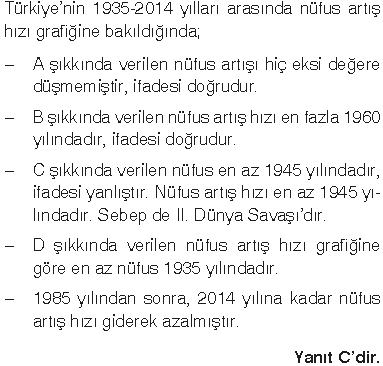 Türkiye'nin 1935-2014 yılları arasında nüfus artış
hızı grafiğine bakıldığında;
– A şıkkında verilen nüfus artışı hiç eksi değere
düşmemiştir, ifadesi doğrudur.
– B şıkkında verilen nüfus artış hızı en fazla 1960
yılındadır, ifadesi doğrudur.
– C şıkkında verilen nüfus en az 1945 yılındadır,
ifadesi yanlıştır. Nüfus artış hızı en az 1945 yı-
lındadır. Sebep de II. Dünya Savaşı'dır.
– D şıkkında verilen nüfus artış hızı grafiğine
göre en az nüfus 1935 yılındadır.
– 1985 yılından sonra, 2014 yılına kadar nüfus
artış hızı giderek azalmıştır.
Yanıt C'dir.